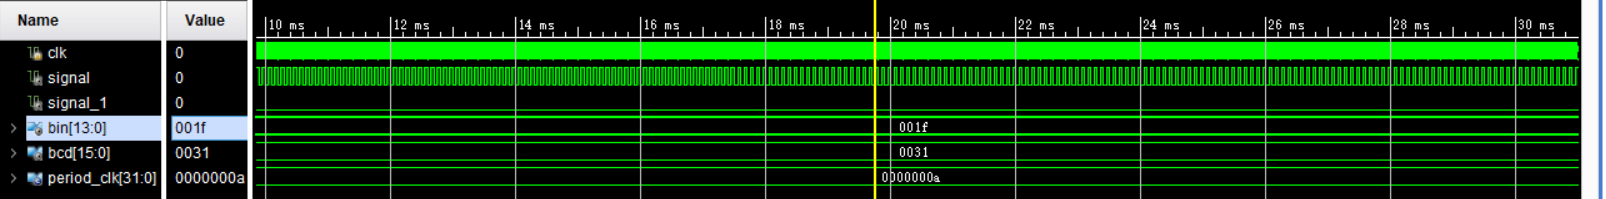 Name Value 10 ms 12 ms 14 ms 16 ms 18 ms 20 ms 22 ms 24 ms 26 ms 28 ms 30 ms
clk 0
signal 0
signal_1 0
bin[13:0] 001f 001f
bcd[15:0] 0031 0031
period_clk[31:0] 0000000a 0000000a